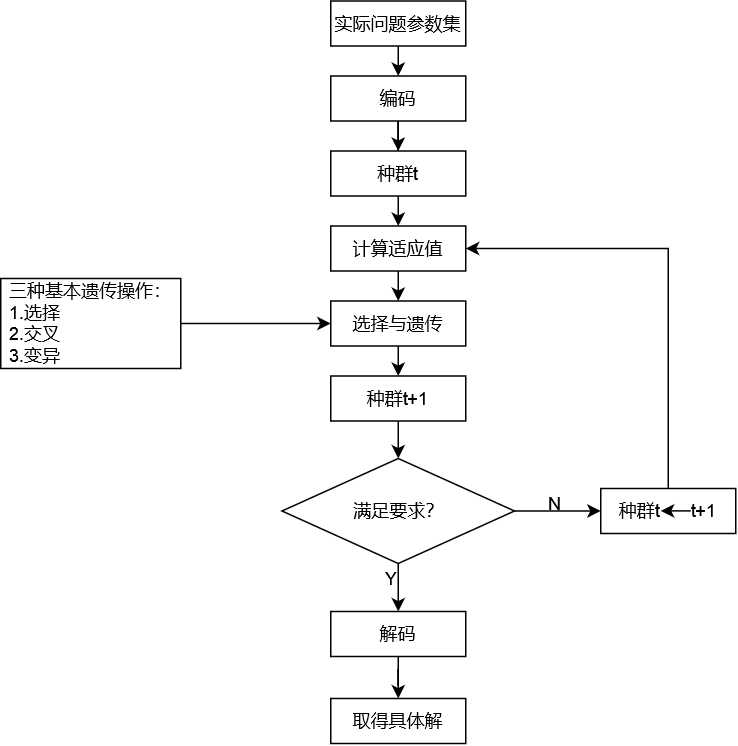 实际问题参数集
编码
种群t
计算适应值
三种基本遗传操作：
1.选择
2.交叉
3.变异
选择与遗传
种群t+1
满足要求？
N
种群t←t+1
Y
解码
取得具体解